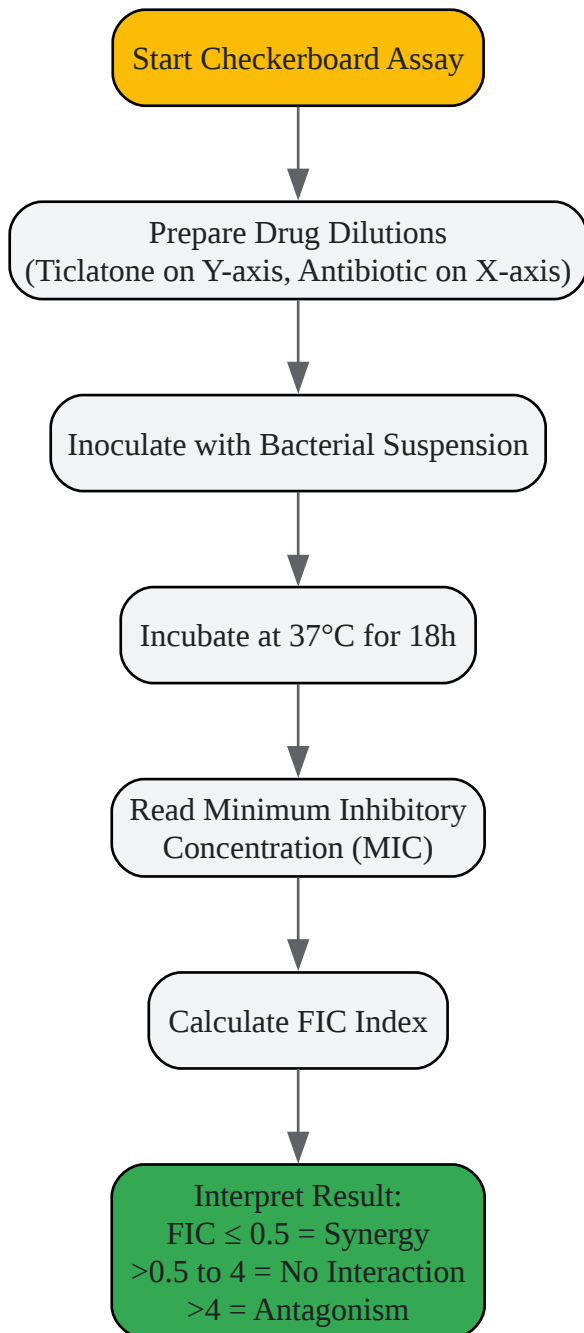 Start Checkerboard Assay
Prepare Drug Dilutions
(Ticlatone on Y-axis, Antibiotic on X-axis)
Inoculate with Bacterial Suspension
Incubate at 37°C for 18h
Read Minimum Inhibitory
Concentration (MIC)
Calculate FIC Index
Interpret Result:
FIC ≤ 0.5 = Synergy
>0.5 to 4 = No Interaction
>4 = Antagonism